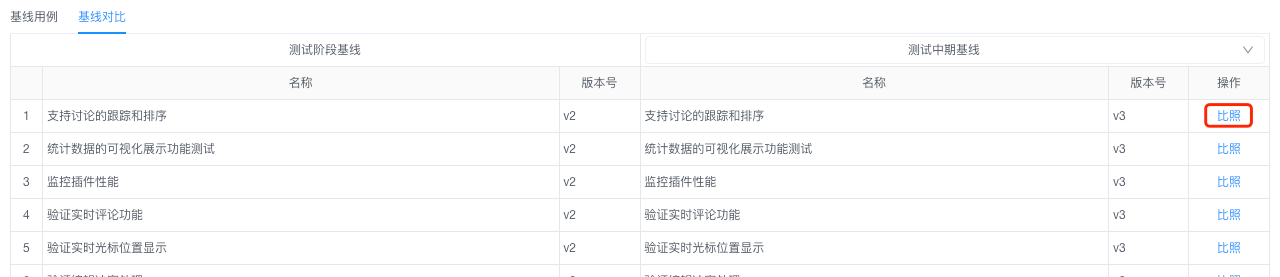 基线用例 基线对比
测试阶段基线 测试中期基线
名称 版本号 名称 版本号 操作
1 支持讨论的跟踪和排序 v2 支持讨论的跟踪和排序 v3 比照
2 统计数据的可视化展示功能测试 v2 统计数据的可视化展示功能测试 v3 比照
3 监控插件性能 v2 监控插件性能 v3 比照
4 验证实时评论功能 v2 验证实时评论功能 v3 比照
5 验证实时光标位置显示 v2 验证实时光标位置显示 v3 比照